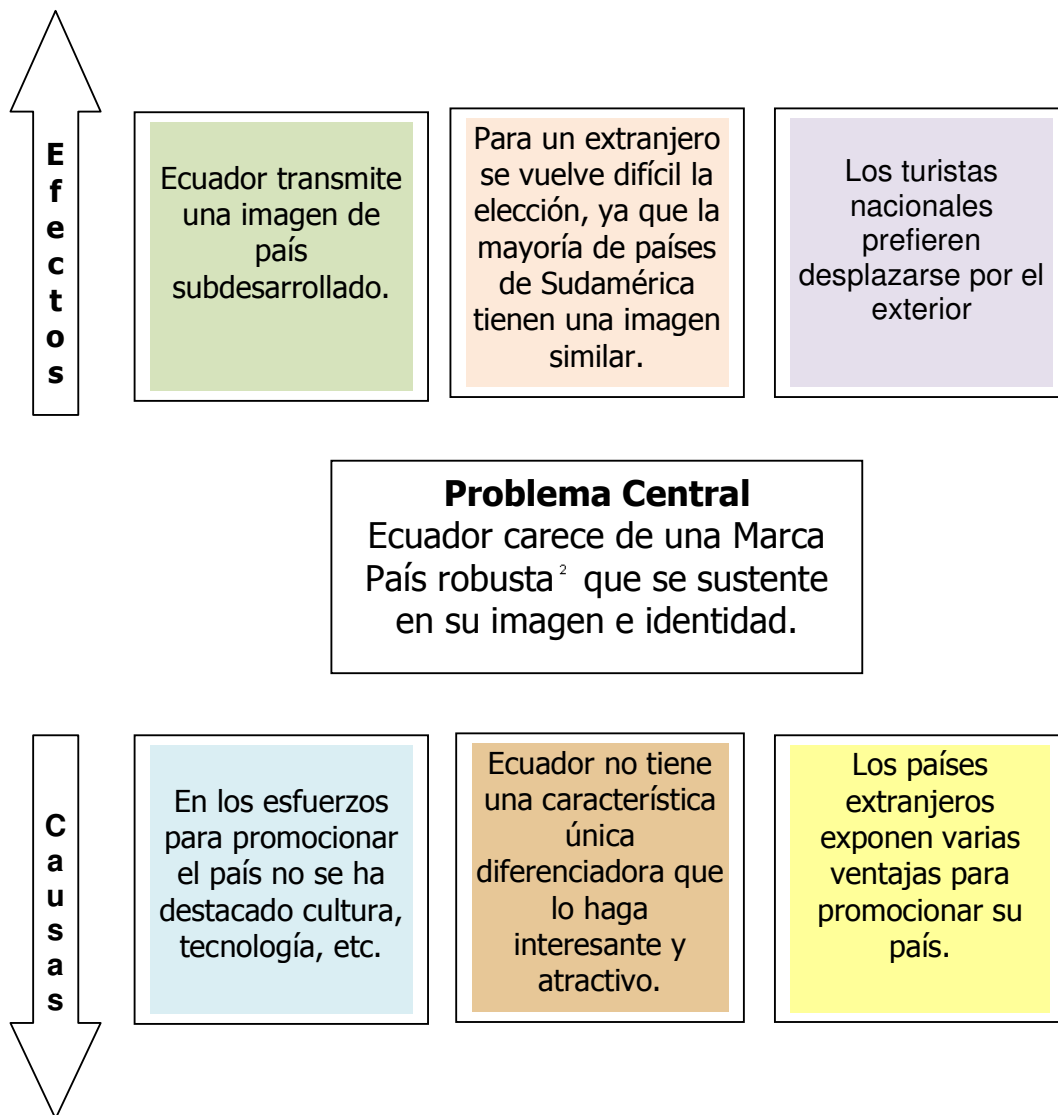 Efectos
Ecuador transmite
una imagen de
país
subdesarrollado.
Para un extranjero
se vuelve difícil la
elección, ya que la
mayoría de países
de Sudamérica
tienen una imagen
similar.
Los turistas
nacionales
prefieren
desplazarse por el
exterior
Problema Central
Ecuador carece de una Marca
País robusta² que se sustente
en su imagen e identidad.
Causas
En los esfuerzos
para promocionar
el país no se ha
destacado cultura,
tecnología, etc.
Ecuador no tiene
una característica
única
diferenciadora que
lo haga
interesante y
atractivo.
Los países
extranjeros
exponen varias
ventajas para
promocionar su
país.